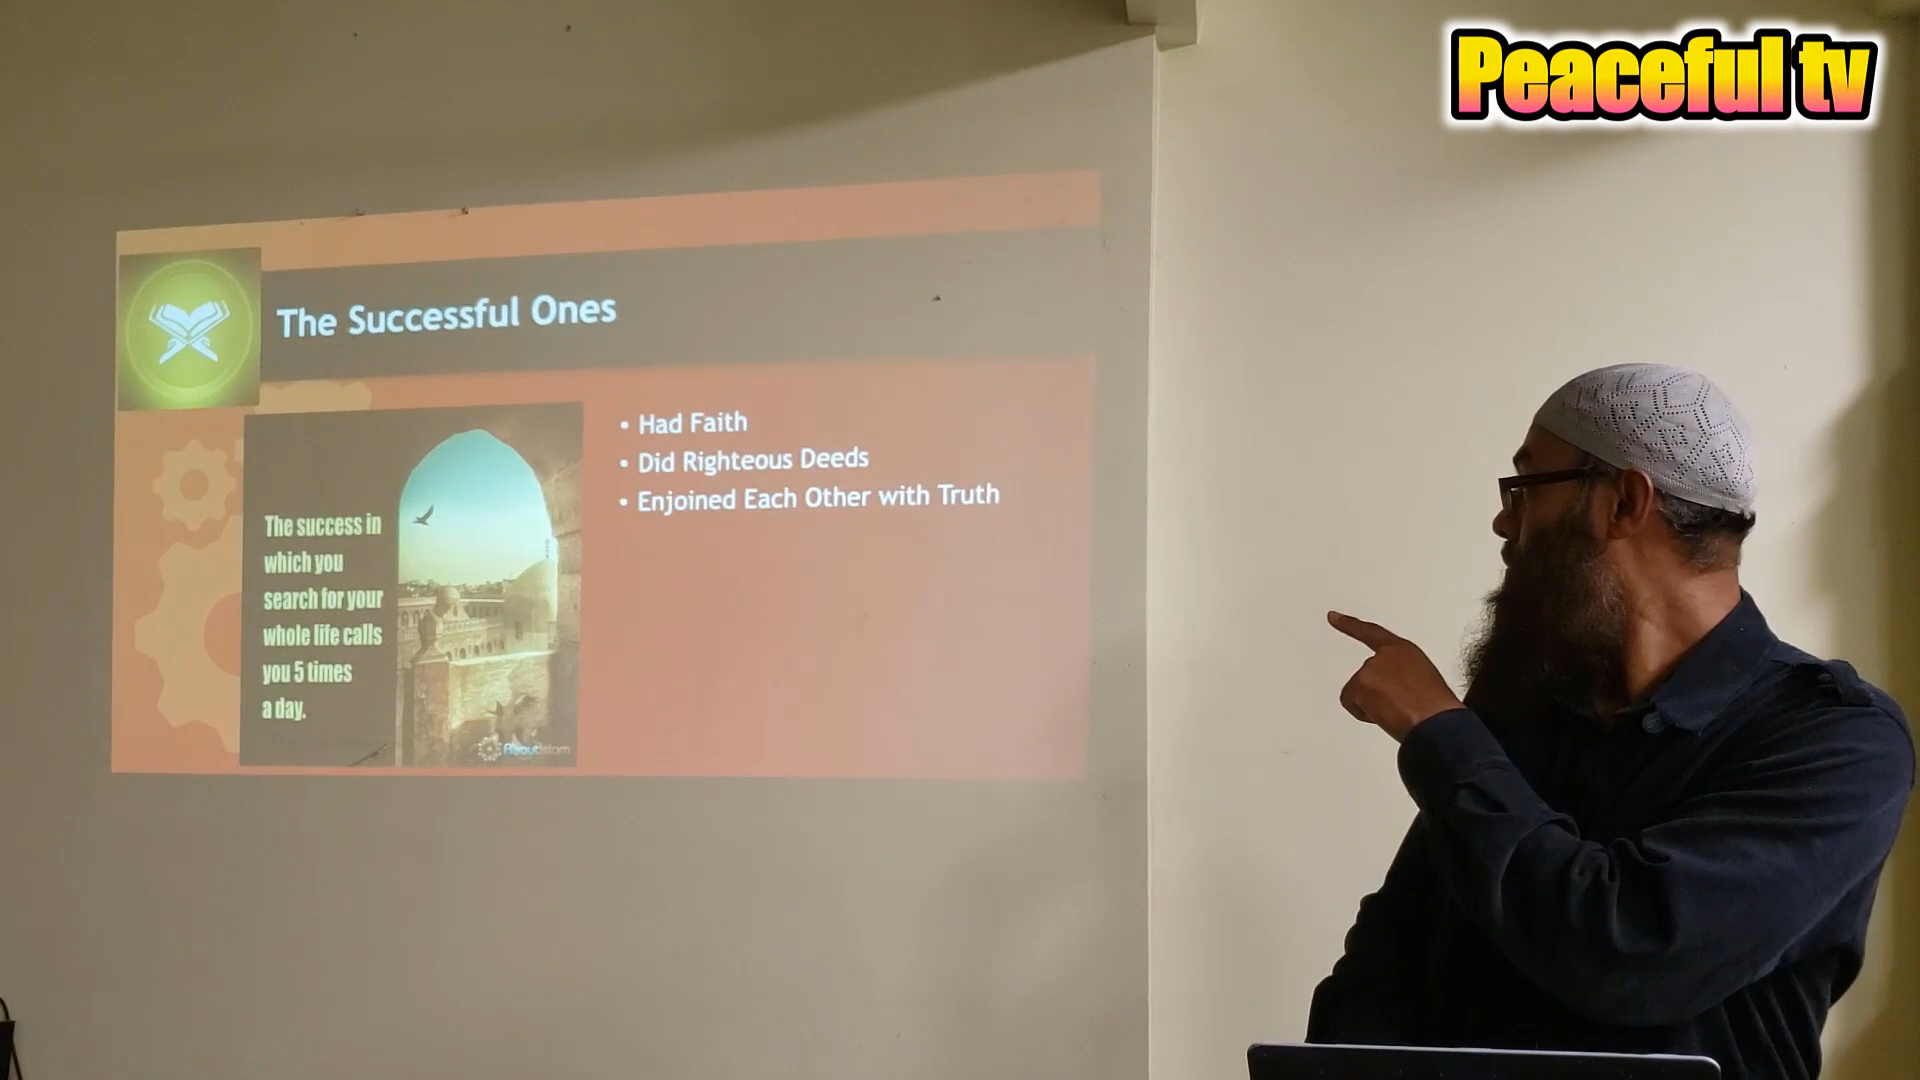 Peaceful tv
The Successful Ones
• Had Faith
• Did Righteous Deeds
• Enjoined Each Other with Truth
The success in
which you
search for your
whole life calls
you 5 times
a day.
AboutIslam